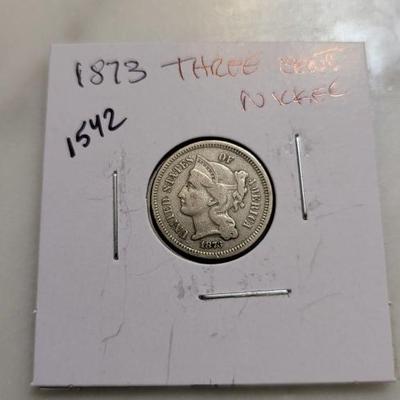 1873 THREE CENT
NICKEL
1542
UNITED STATES OF AMERICA
1873